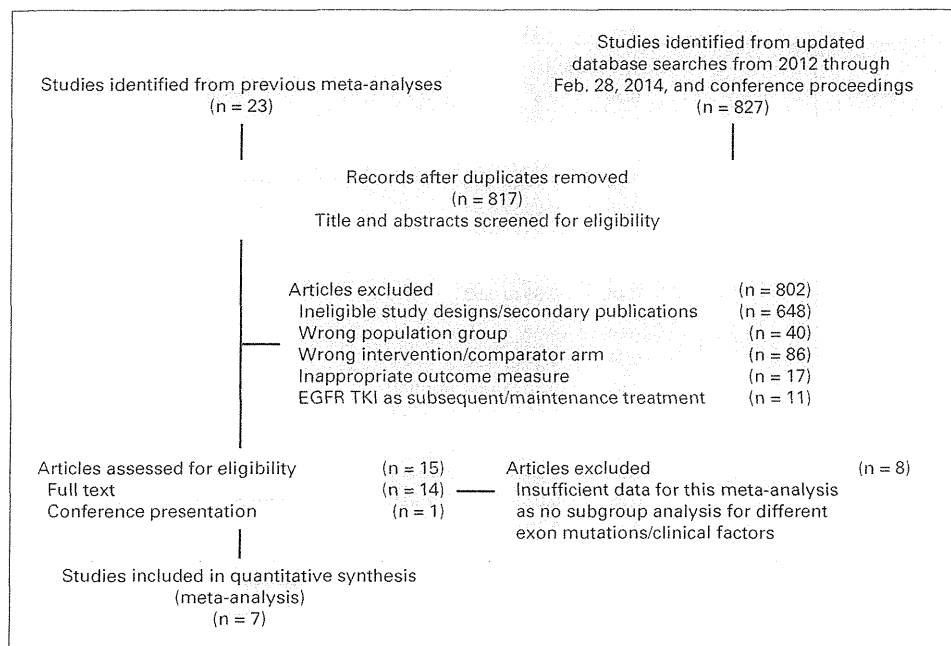 Studies identified from previous meta-analyses
(n = 23)
Studies identified from updated
database searches from 2012 through
Feb. 28, 2014, and conference proceedings
(n = 827)
Records after duplicates removed
(n = 817)
Title and abstracts screened for eligibility
Articles excluded (n = 802)
Ineligible study designs/secondary publications (n = 648)
Wrong population group (n = 40)
Wrong intervention/comparator arm (n = 86)
Inappropriate outcome measure (n = 17)
EGFR TKI as subsequent/maintenance treatment (n = 11)
Articles assessed for eligibility (n = 15)
Full text (n = 14)
Conference presentation (n = 1)
Articles excluded (n = 8)
Insufficient data for this meta-analysis
as no subgroup analysis for different
exon mutations/clinical factors
Studies included in quantitative synthesis
(meta-analysis)
(n = 7)